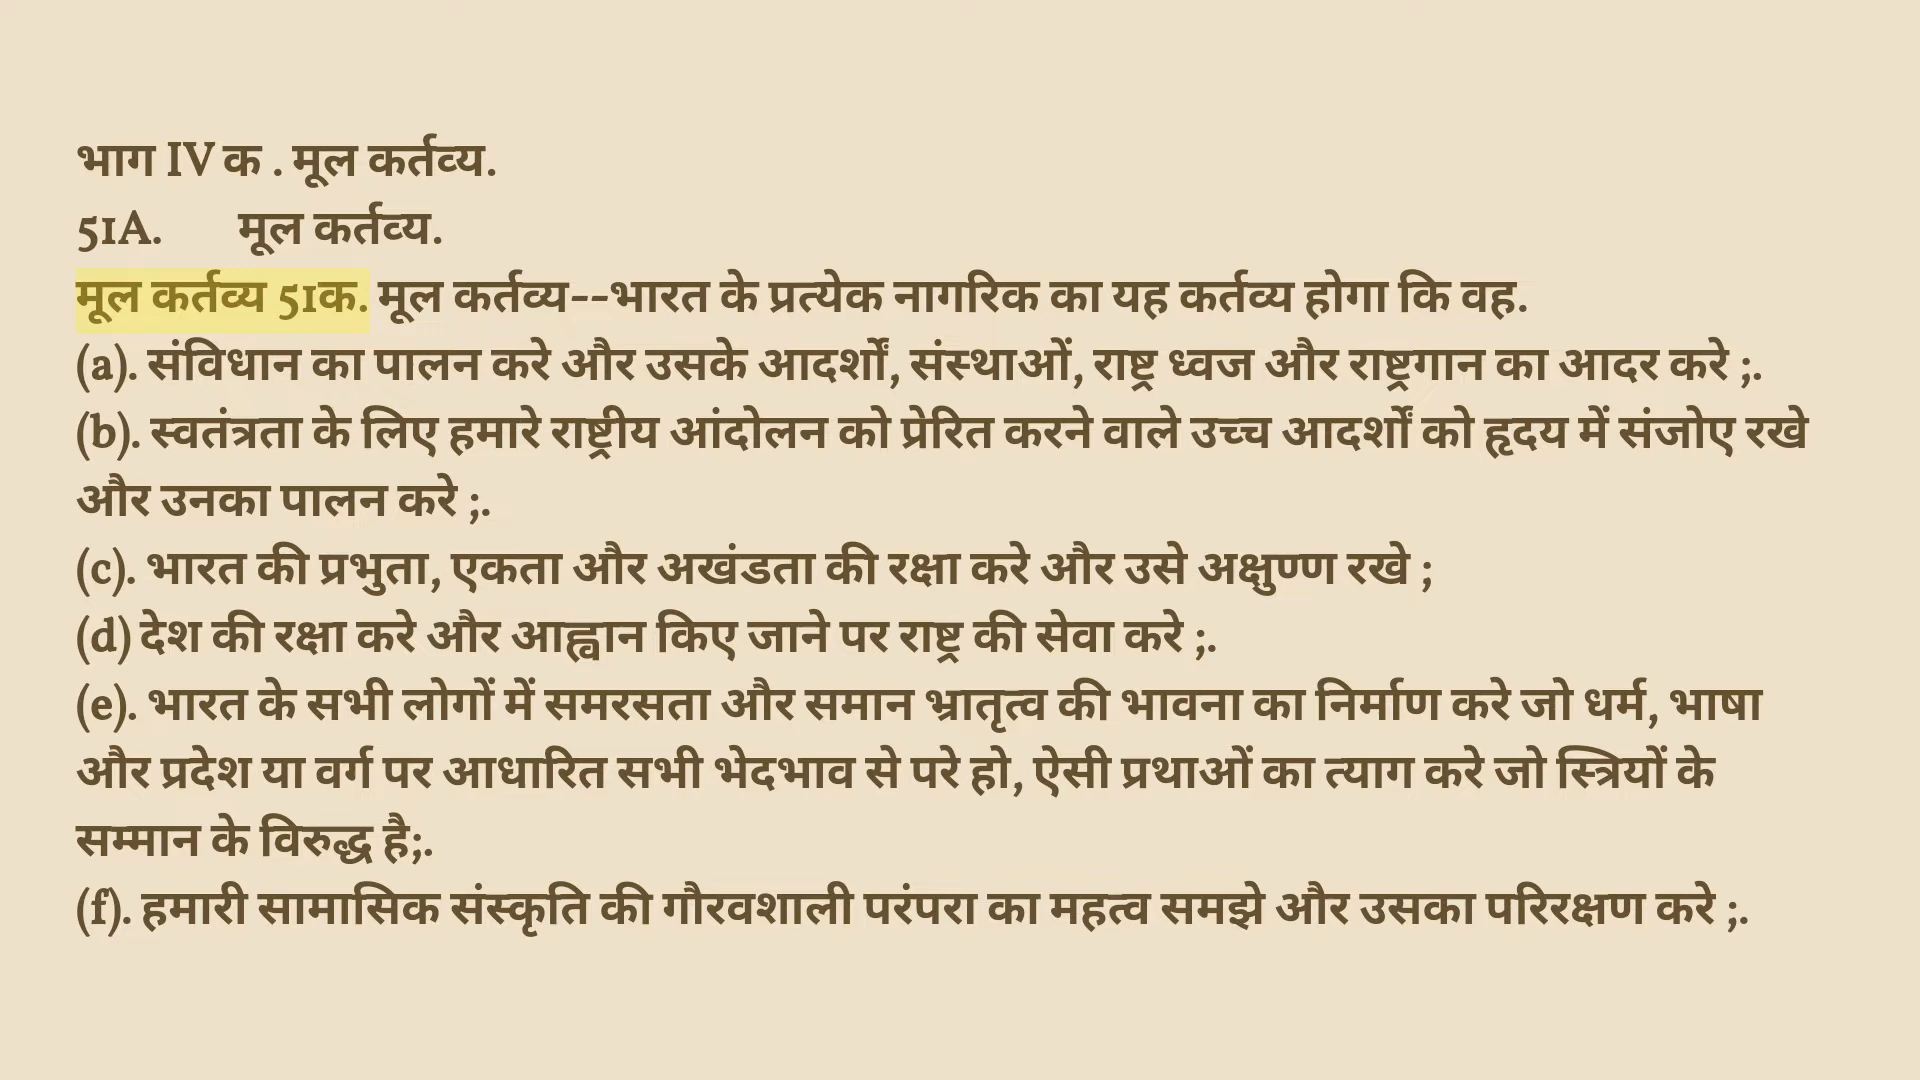 भाग IV क . मूल कर्तव्य.
51A. मूल कर्तव्य.
मूल कर्तव्य 51क. मूल कर्तव्य--भारत के प्रत्येक नागरिक का यह कर्तव्य होगा कि वह.
(a). संविधान का पालन करे और उसके आदर्शों, संस्थाओं, राष्ट्र ध्वज और राष्ट्रगान का आदर करे ;.
(b). स्वतंत्रता के लिए हमारे राष्ट्रीय आंदोलन को प्रेरित करने वाले उच्च आदर्शों को हृदय में संजोए रखे
और उनका पालन करे ;.
(c). भारत की प्रभुता, एकता और अखंडता की रक्षा करे और उसे अक्षुण्ण रखे ;
(d) देश की रक्षा करे और आह्वान किए जाने पर राष्ट्र की सेवा करे ;.
(e). भारत के सभी लोगों में समरसता और समान भ्रातृत्व की भावना का निर्माण करे जो धर्म, भाषा
और प्रदेश या वर्ग पर आधारित सभी भेदभाव से परे हो, ऐसी प्रथाओं का त्याग करे जो स्त्रियों के
सम्मान के विरुद्ध है;.
(f). हमारी सामासिक संस्कृति की गौरवशाली परंपरा का महत्व समझे और उसका परिरक्षण करे ;.